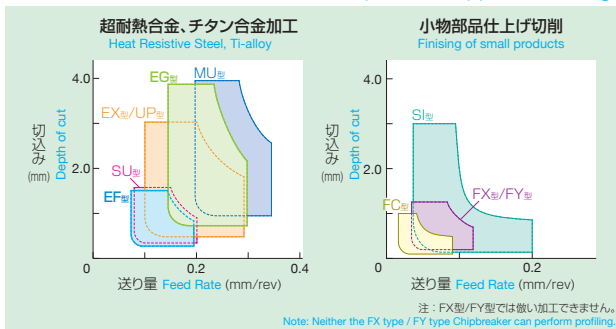 超耐熱合金、チタン合金加工
Heat Resistive Steel, Ti-alloy
4.0
2.0
切込み
(mm)
Depth of cut
EG型
MU型
EX型/UP型
SU型
EF型
0
0.2
0.4
送り量 Feed Rate (mm/rev)
小物部品仕上げ切削
Finising of small products
4.0
2.0
切込み
(mm)
Depth of cut
SI型
FX型/FY型
FC型
0
0.2
送り量 Feed Rate (mm/rev)
注：FX型/FY型では倣い加工できません。
Note: Neither the FX type / FY type Chipbreaker can perform profiling.